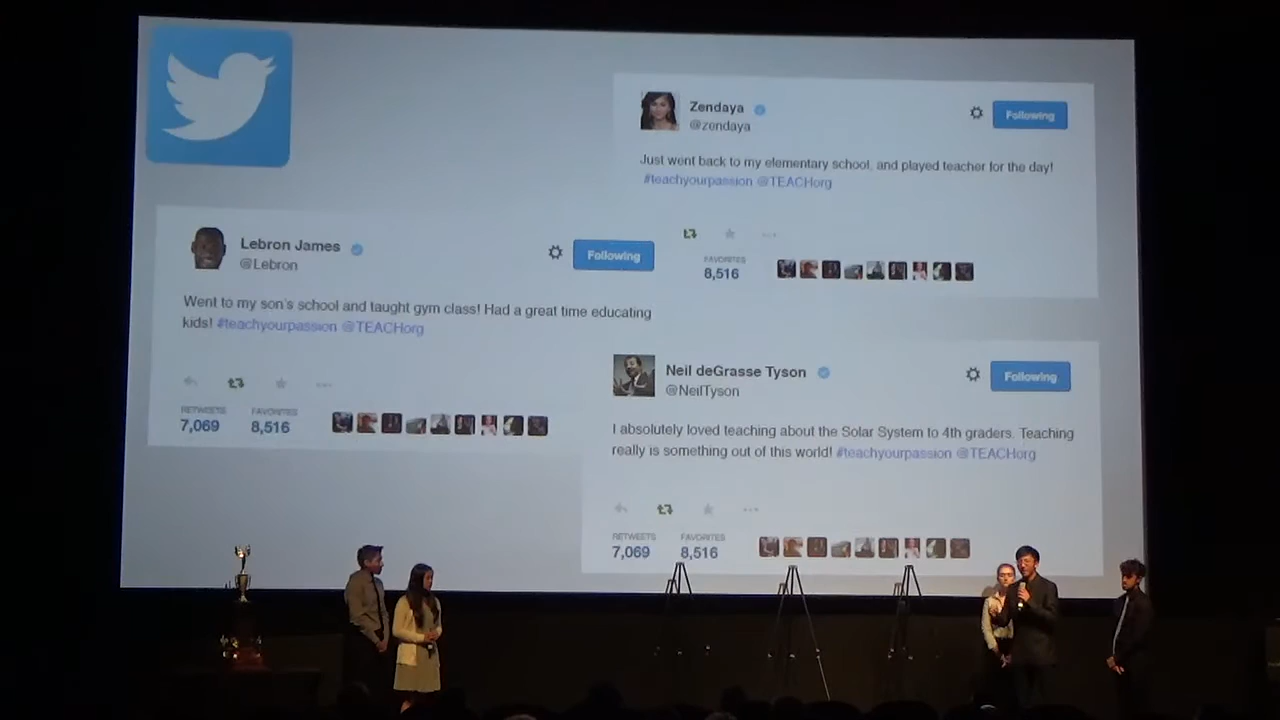 Zendaya
@zendaya
Following
Just went back to my elementary school, and played teacher for the day!
#teachyourpassion @TEACHorg
FAVORITES
8,516
Lebron James
@Lebron
Following
Went to my son's school and taught gym class! Had a great time educating
kids! #teachyourpassion @TEACHorg
RETWEETS FAVORITES
7,069 8,516
Neil deGrasse Tyson
@NeilTyson
Following
I absolutely loved teaching about the Solar System to 4th graders. Teaching
really is something out of this world! #teachyourpassion @TEACHorg
RETWEETS FAVORITES
7,069 8,516